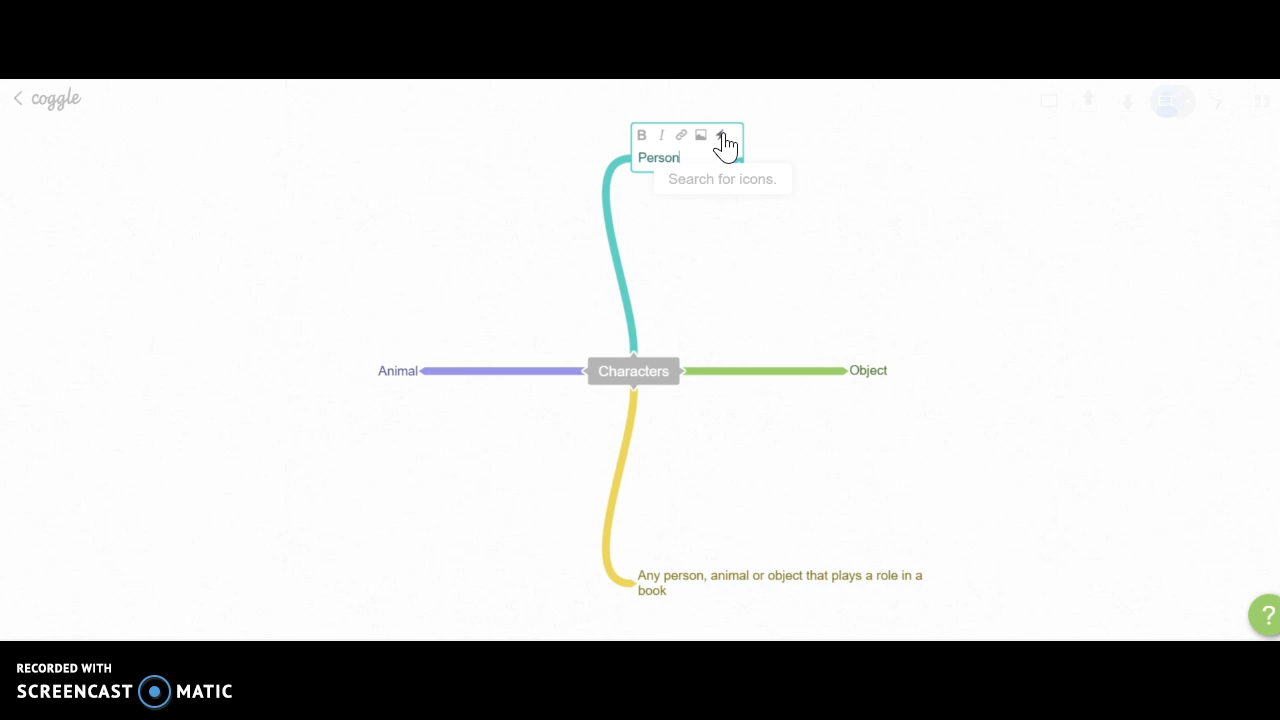 coggle
ET
B I
Person
Search for icons.
Animal
Characters
Object
Any person, animal or object that plays a role in a
book
?
RECORDED WITH
SCREENCAST MATIC